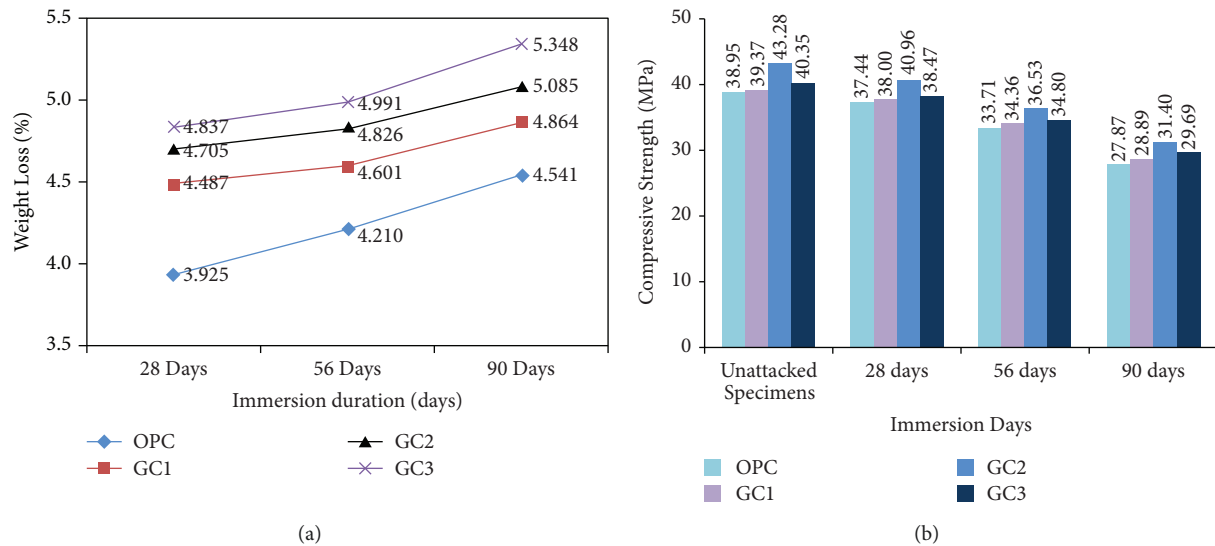 5.5
5.0
4.5
4.0
3.5
Weight Loss (%)
4.837
4.991
5.348
4.705
4.826
5.085
4.487
4.601
4.864
3.925
4.210
4.541
28 Days
56 Days
90 Days
Immersion duration (days)
OPC
GC2
GC1
GC3
(a)
50
40
30
20
10
0
Compressive Strength (MPa)
38.95
39.37
43.28
40.35
37.44
38.00
40.96
38.47
33.71
34.36
36.53
34.80
27.87
28.89
31.40
29.69
Unattacked
Specimens
28 days
56 days
90 days
Immersion Days
OPC
GC2
GC1
GC3
(b)